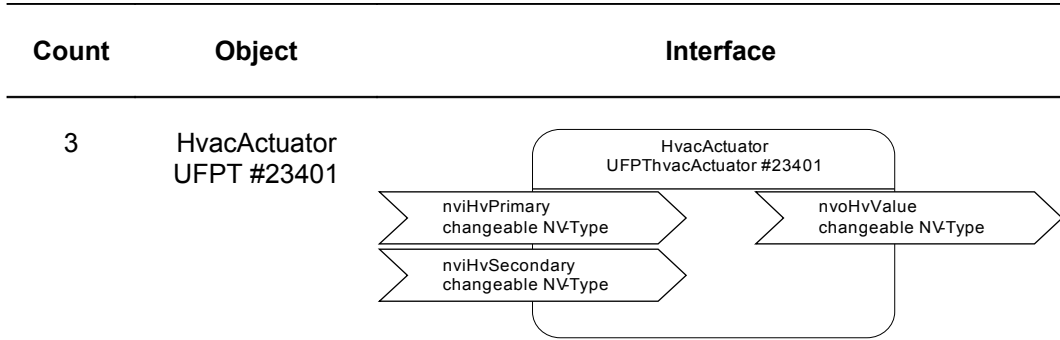 Count Object Interface
3 HvacActuator
UFPT #23401
HvacActuator
UFPThvacActuator #23401
nviHvPrimary
changeable NV-Type
nvoHvValue
changeable NV-Type
nviHvSecondary
changeable NV-Type